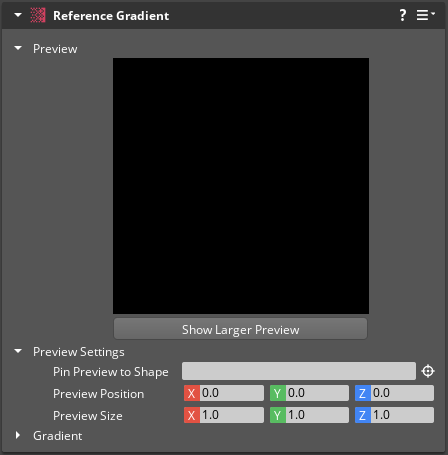 Reference Gradient ?
Preview
Show Larger Preview
Preview Settings
Pin Preview to Shape
Preview Position X 0.0 Y 0.0 Z 0.0
Preview Size X 1.0 Y 1.0 Z 1.0
Gradient